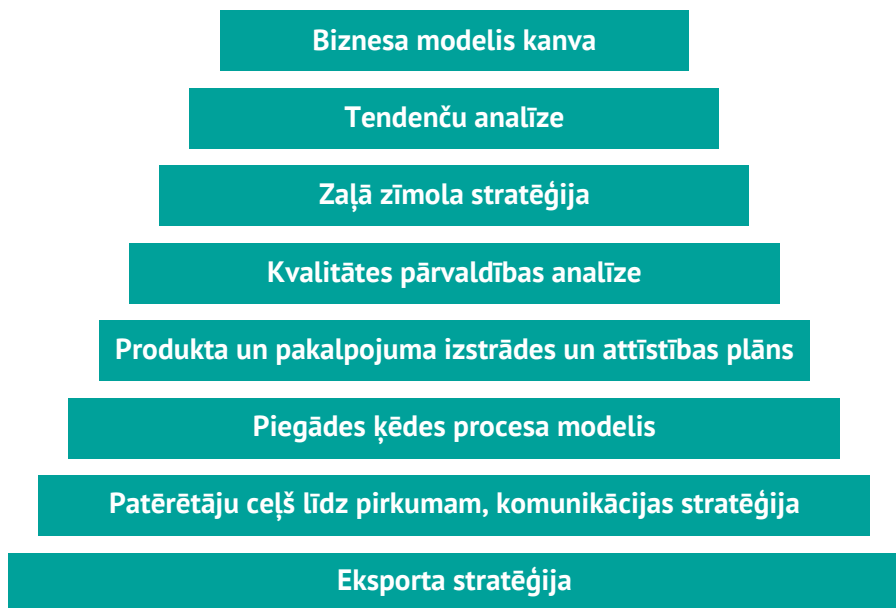 Biznesa modelis kanva
Tendenču analīze
Zaļā zīmola stratēģija
Kvalitātes pārvaldības analīze
Produkta un pakalpojuma izstrādes un attīstības plāns
Piegādes ķēdes procesa modelis
Patērētāju ceļš līdz pirkumam, komunikācijas stratēģija
Eksporta stratēģija